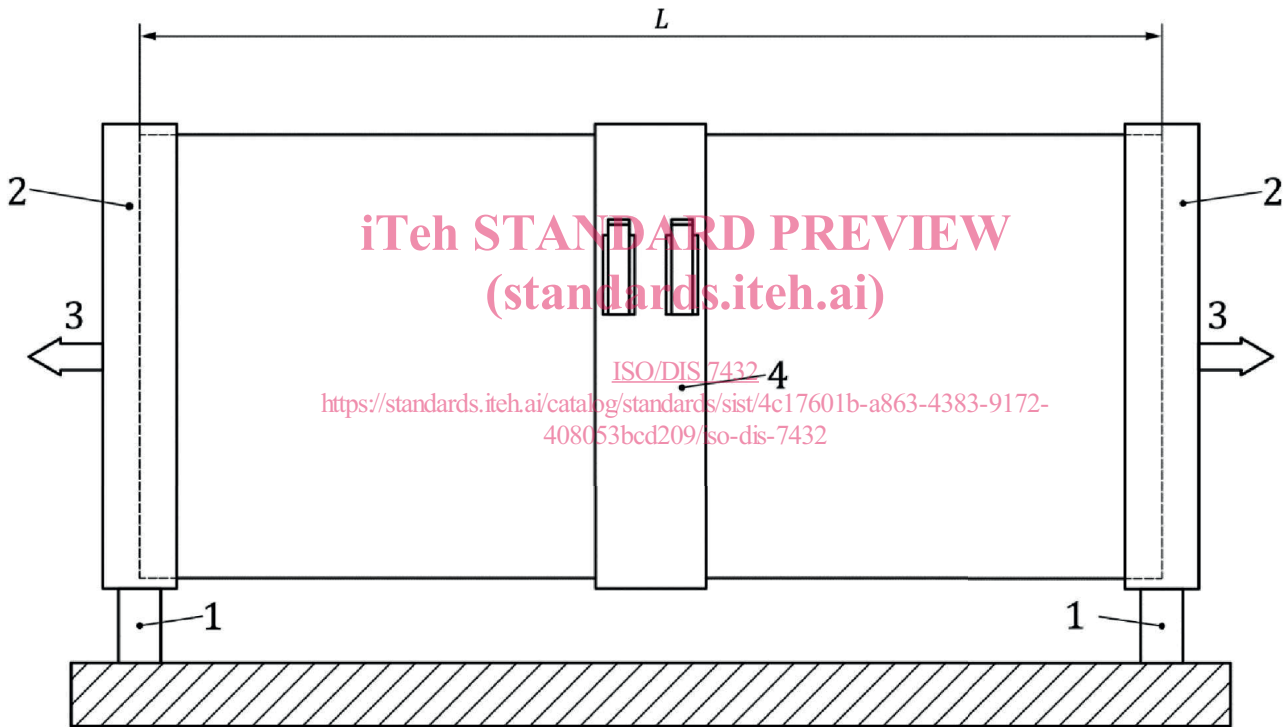 L
2
2
iTeh STANDARD PREVIEW
(standards.iteh.ai)
3
3
ISO/DIS 7432
4
https://standards.iteh.ai/catalog/standards/sist/4c17601b-a863-4383-9172-
408053bcd209/iso-dis-7432
1
1